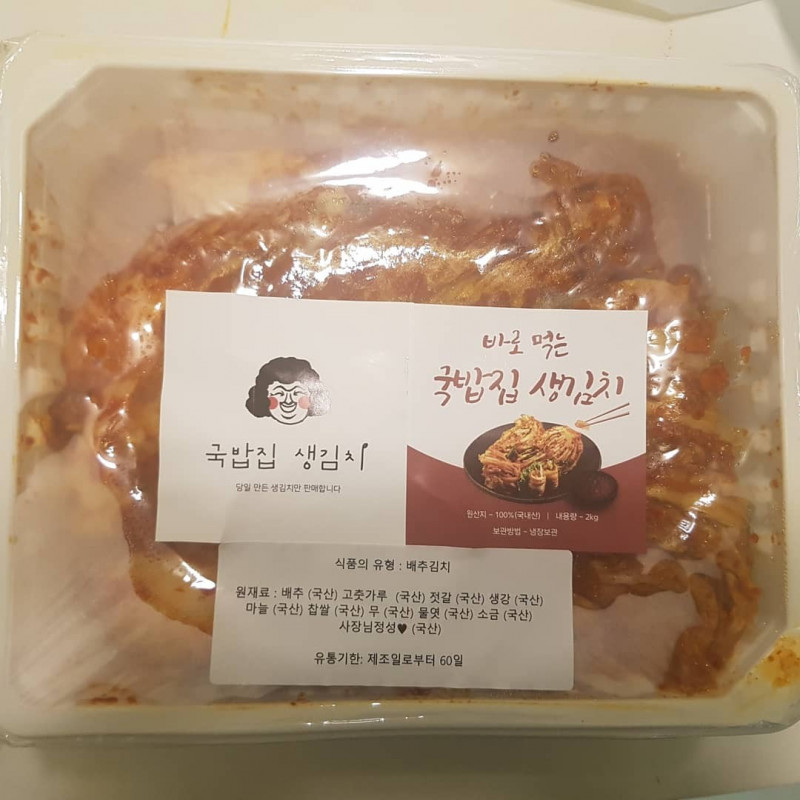 국밥집 생김치
당일 만든 생김치만 판매합니다
바로 먹는
국밥집 생김치
원산지 - 100%(국내산) | 내용량 - 2kg
보관방법 - 냉장보관
식품의 유형 : 배추김치
원재료 : 배추 (국산) 고춧가루 (국산) 젓갈 (국산) 생강 (국산)
마늘 (국산) 찹쌀 (국산) 무 (국산) 물엿 (국산) 소금 (국산)
사장님정성♥ (국산)
유통기한: 제조일로부터 60일